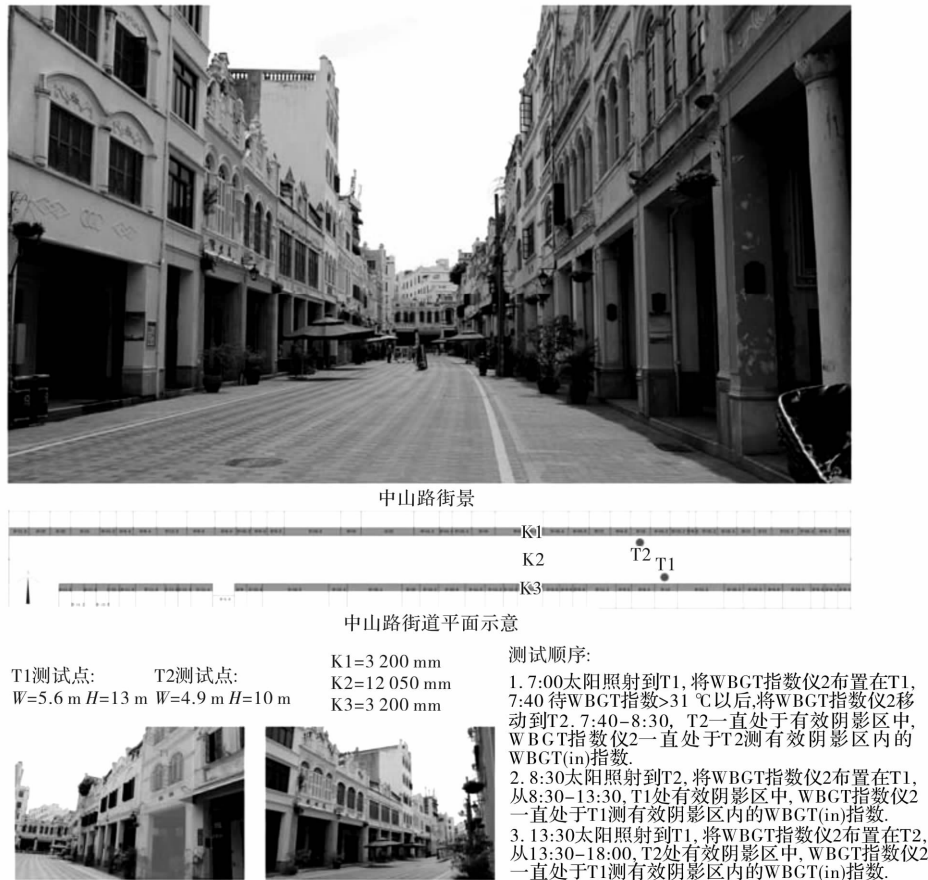 中山路街景
K1
T2
K2
T1
K3
中山路街道平面示意
T1测试点:
W=5.6 m H=13 m
T2测试点:
W=4.9 m H=10 m
K1=3 200 mm
K2=12 050 mm
K3=3 200 mm
测试顺序:
1. 7:00太阳照射到T1, 将WBGT指数仪2布置在T1,
7:40 待WBGT指数>31 ℃以后,将WBGT指数仪2移
动到T2. 7:40-8:30, T2一直处于有效阴影区中,
WBGT指数仪2一直处于T2测有效阴影区内的
WBGT(in)指数.
2. 8:30太阳照射到T2, 将WBGT指数仪2布置在T1,
从8:30-13:30, T1处有效阴影区中, WBGT指数仪2
一直处于T1测有效阴影区内的WBGT(in)指数.
3. 13:30太阳照射到T1, 将WBGT指数仪2布置在T2,
从13:30-18:00, T2处有效阴影区中, WBGT指数仪2
一直处于T1测有效阴影区内的WBGT(in)指数.